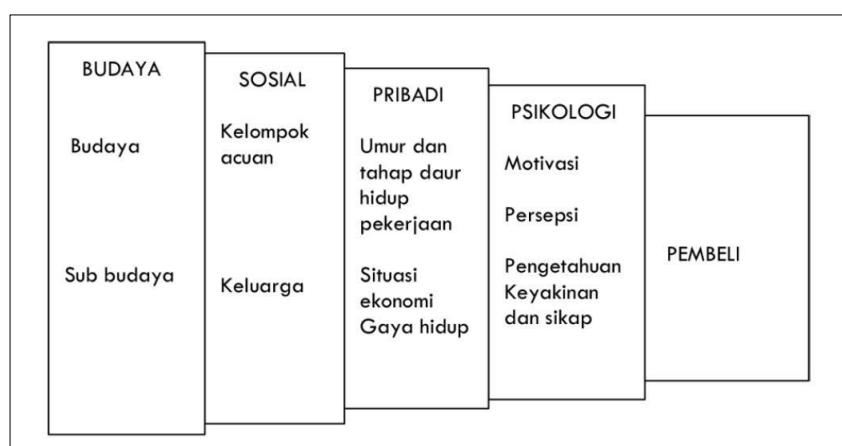 BUDAYA
Budaya
Sub budaya
SOSIAL
Kelompok
acuan
Keluarga
PRIBADI
Umur dan
tahap daur
hidup
pekerjaan
Situasi
ekonomi
Gaya hidup
PSIKOLOGI
Motivasi
Persepsi
Pengetahuan
Keyakinan
dan sikap
PEMBELI